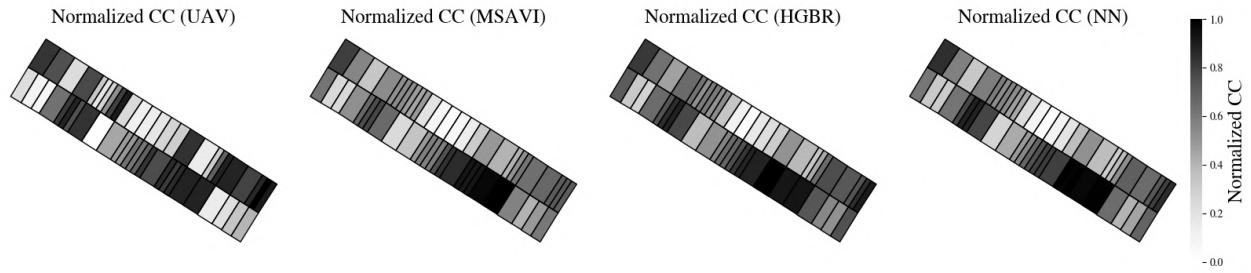 Normalized CC (UAV)
Normalized CC (MSAVI)
Normalized CC (HGBR)
Normalized CC (NN)
1.0
0.8
0.6
0.4
0.2
0.0
Normalized CC